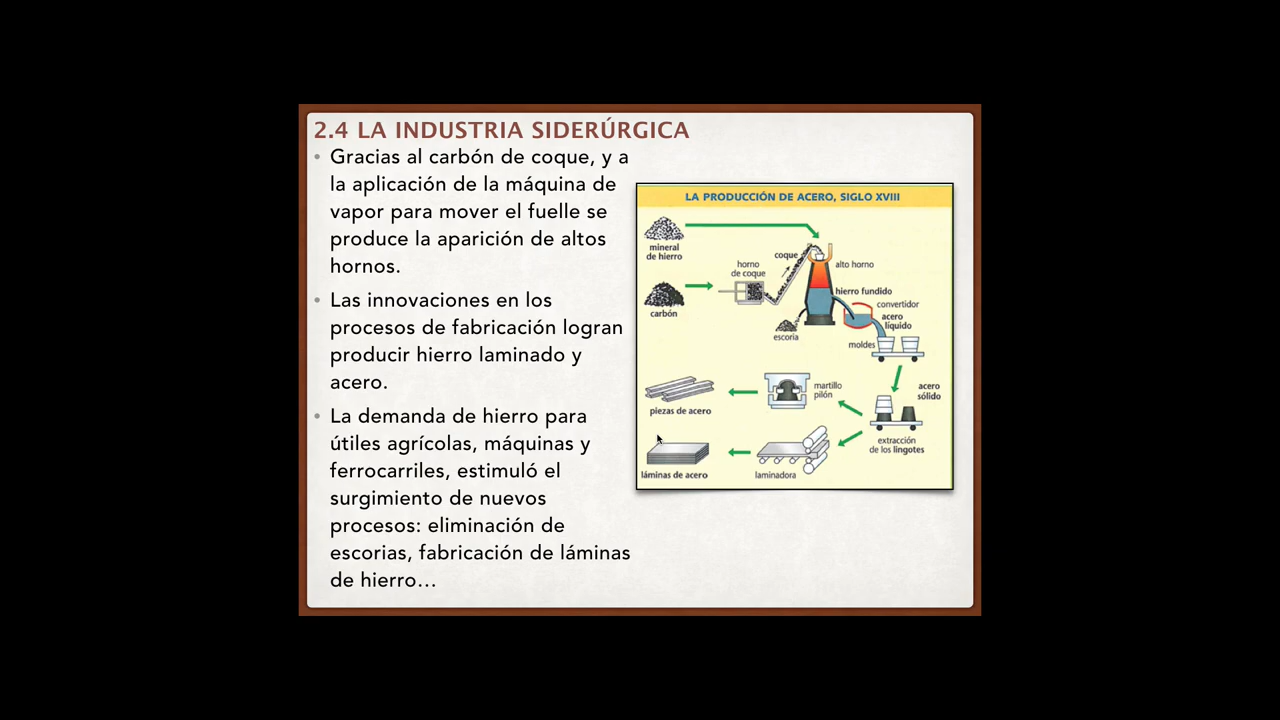 2.4 LA INDUSTRIA SIDERÚRGICA
• Gracias al carbón de coque, y a
la aplicación de la máquina de
vapor para mover el fuelle se
produce la aparición de altos
hornos.
• Las innovaciones en los
procesos de fabricación logran
producir hierro laminado y
acero.
• La demanda de hierro para
útiles agrícolas, máquinas y
ferrocarriles, estimuló el
surgimiento de nuevos
procesos: eliminación de
escorias, fabricación de láminas
de hierro…
LA PRODUCCIÓN DE ACERO, SIGLO XVIII
mineral
de hierro
coque
horno
de coque
alto horno
carbón
hierro fundido
convertidor
acero
líquido
escoria
moldes
piezas de acero
martillo
pilón
acero
sólido
extracción
de los lingotes
láminas de acero
laminadora